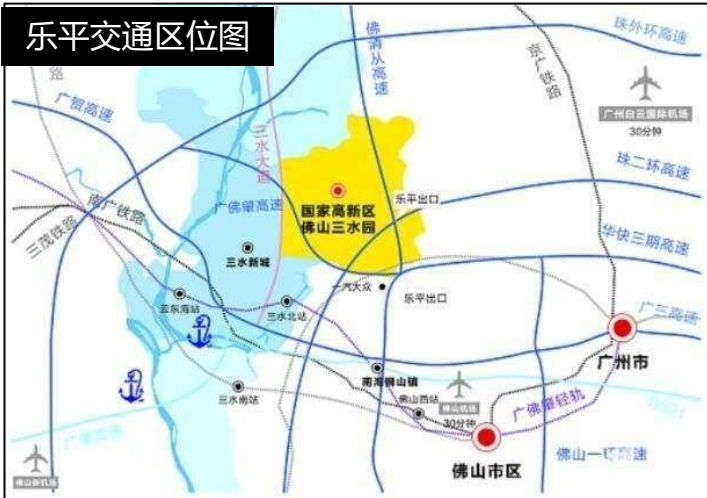 乐平交通区位图
珠外环高速
佛清从高速
京广铁路
路
广贺高速
广州白云国际机场
30分钟
三水大道
珠二环高速
国家高新区
佛山三水园
乐平出口
广佛肇高速
南广铁路
三茂铁路
华快三期高速
三水新城
一汽大众
乐平出口
云东海站
三水北站
广三高速
广州市
南海狮山镇
三水南站
佛山西站
佛山机场
30分钟
广佛肇轻轨
G321
广肇高速
佛山市区
佛山一环高速
佛山新机场